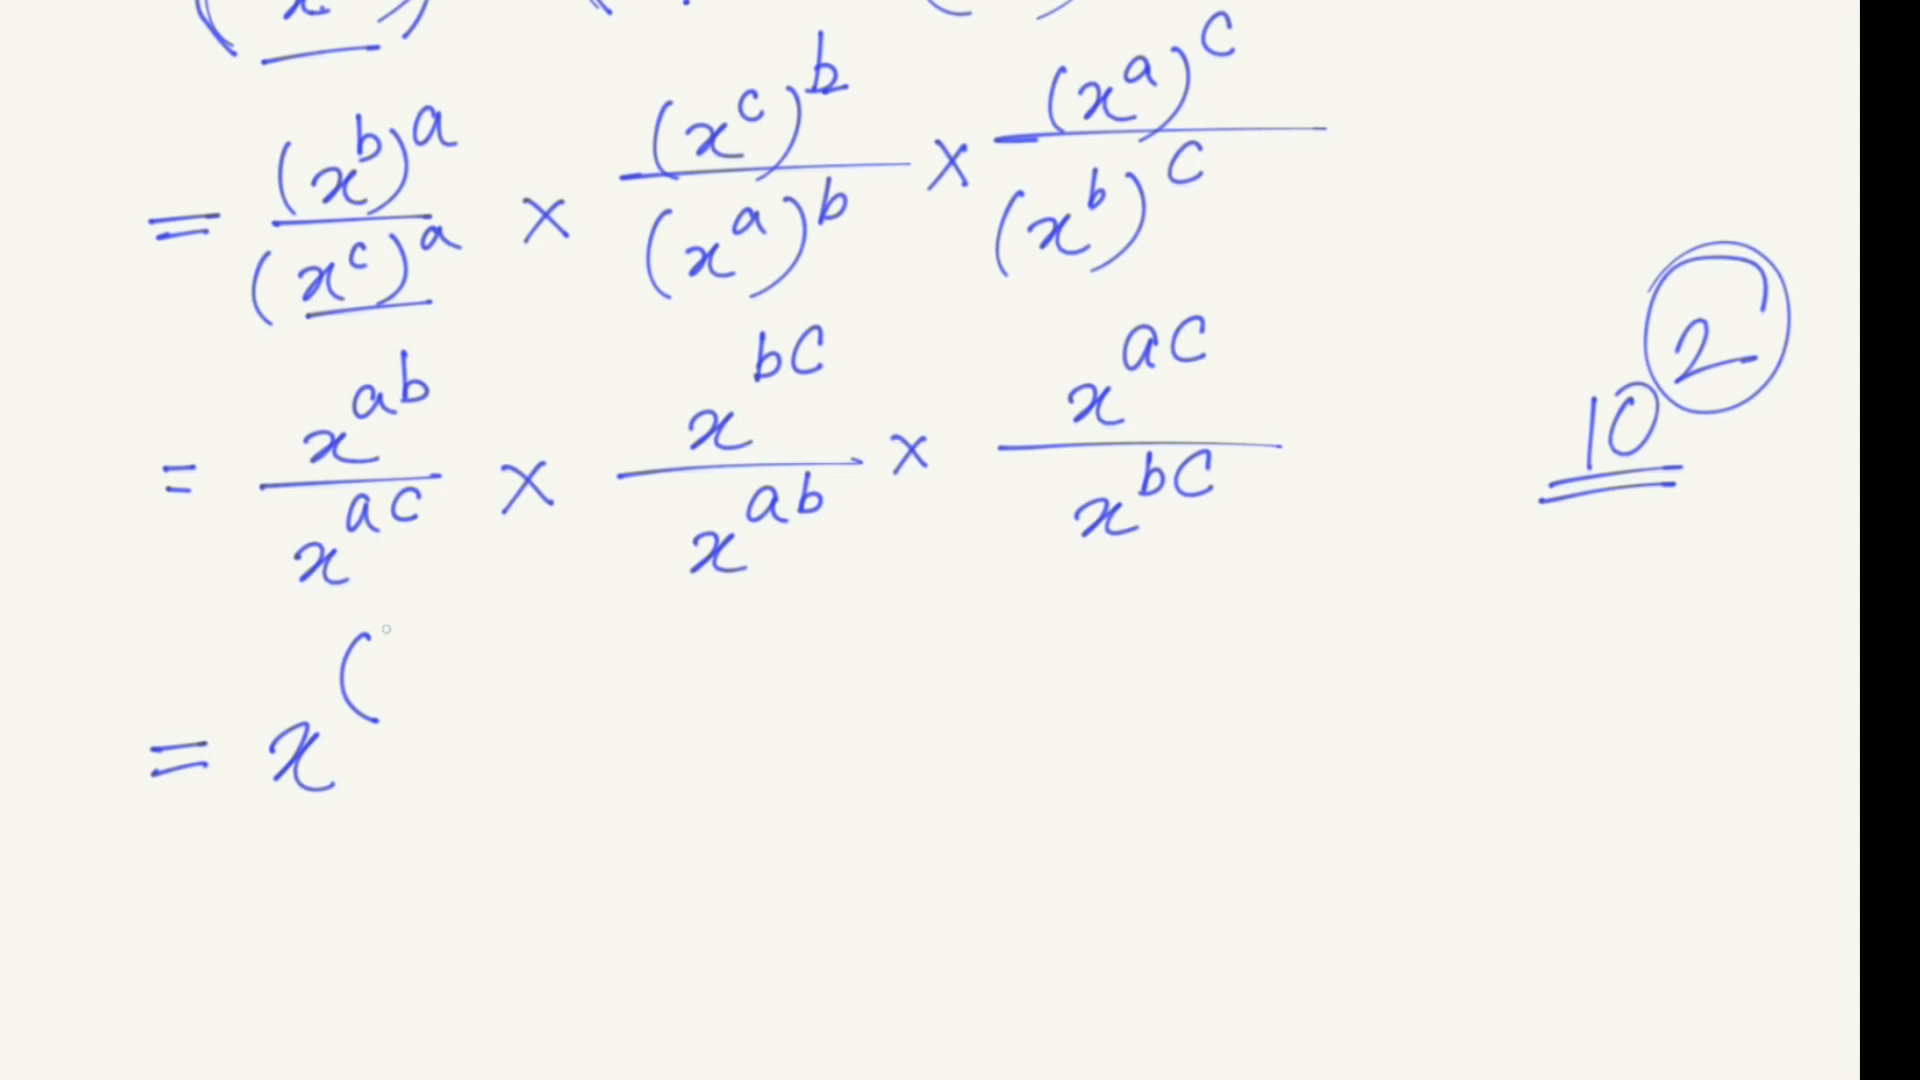 = (x^b)^a / (x^c)^a × (x^c)^b / (x^a)^b × (x^a)^c / (x^b)^c
= x^ab / x^ac × x^bc / x^ab × x^ac / x^bc
10^2
= x^(